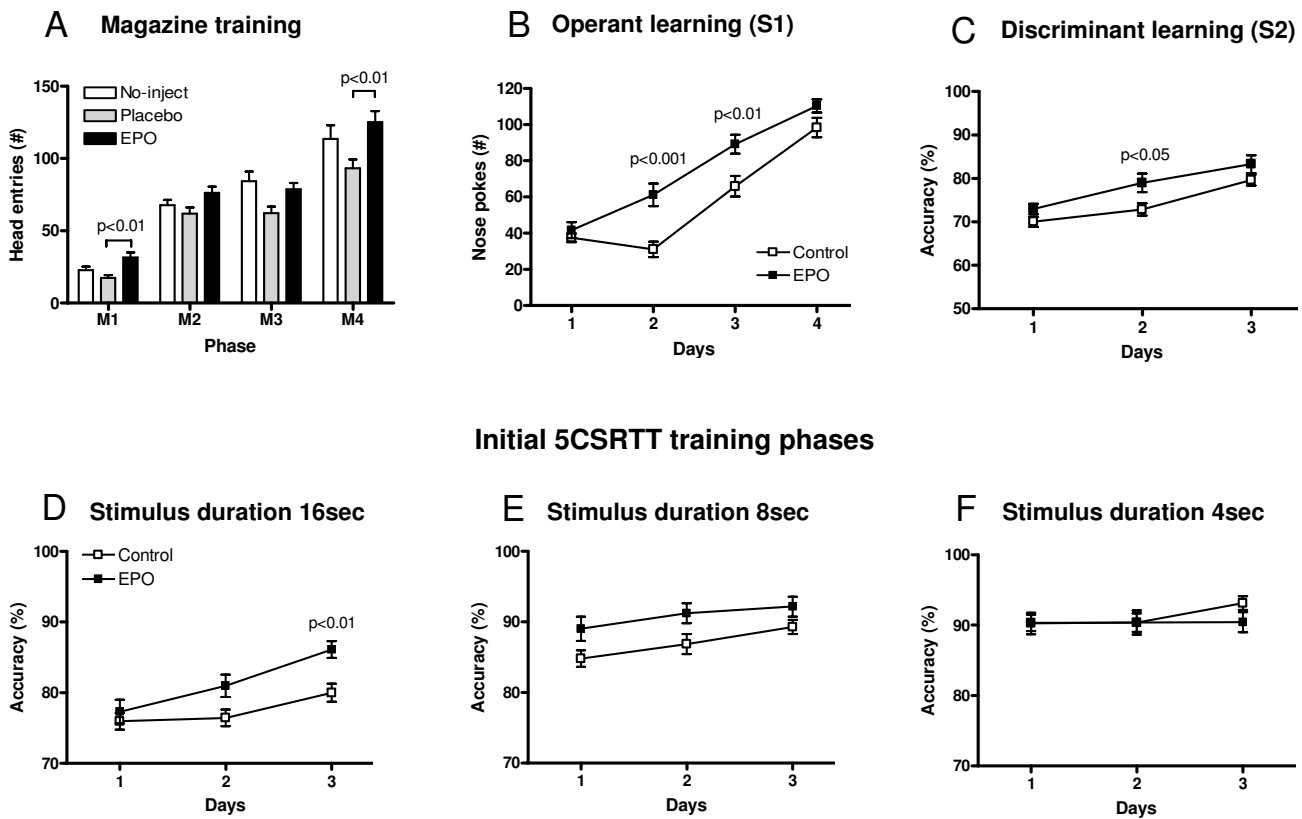 A Magazine training
150
100
50
0
Head entries (#)
No-inject
Placebo
EPO
p<0.01
p<0.01
M1 M2 M3 M4
Phase
B Operant learning (S1)
120
100
80
60
40
20
0
Nose pokes (#)
p<0.001
p<0.01
Control
EPO
1 2 3 4
Days
C Discriminant learning (S2)
100
90
80
70
60
50
Accuracy (%)
p<0.05
1 2 3
Days
Initial 5CSRTT training phases
D Stimulus duration 16sec
100
90
80
70
Accuracy (%)
Control
EPO
p<0.01
1 2 3
Days
E Stimulus duration 8sec
100
90
80
70
Accuracy (%)
1 2 3
Days
F Stimulus duration 4sec
100
90
80
70
Accuracy (%)
1 2 3
Days